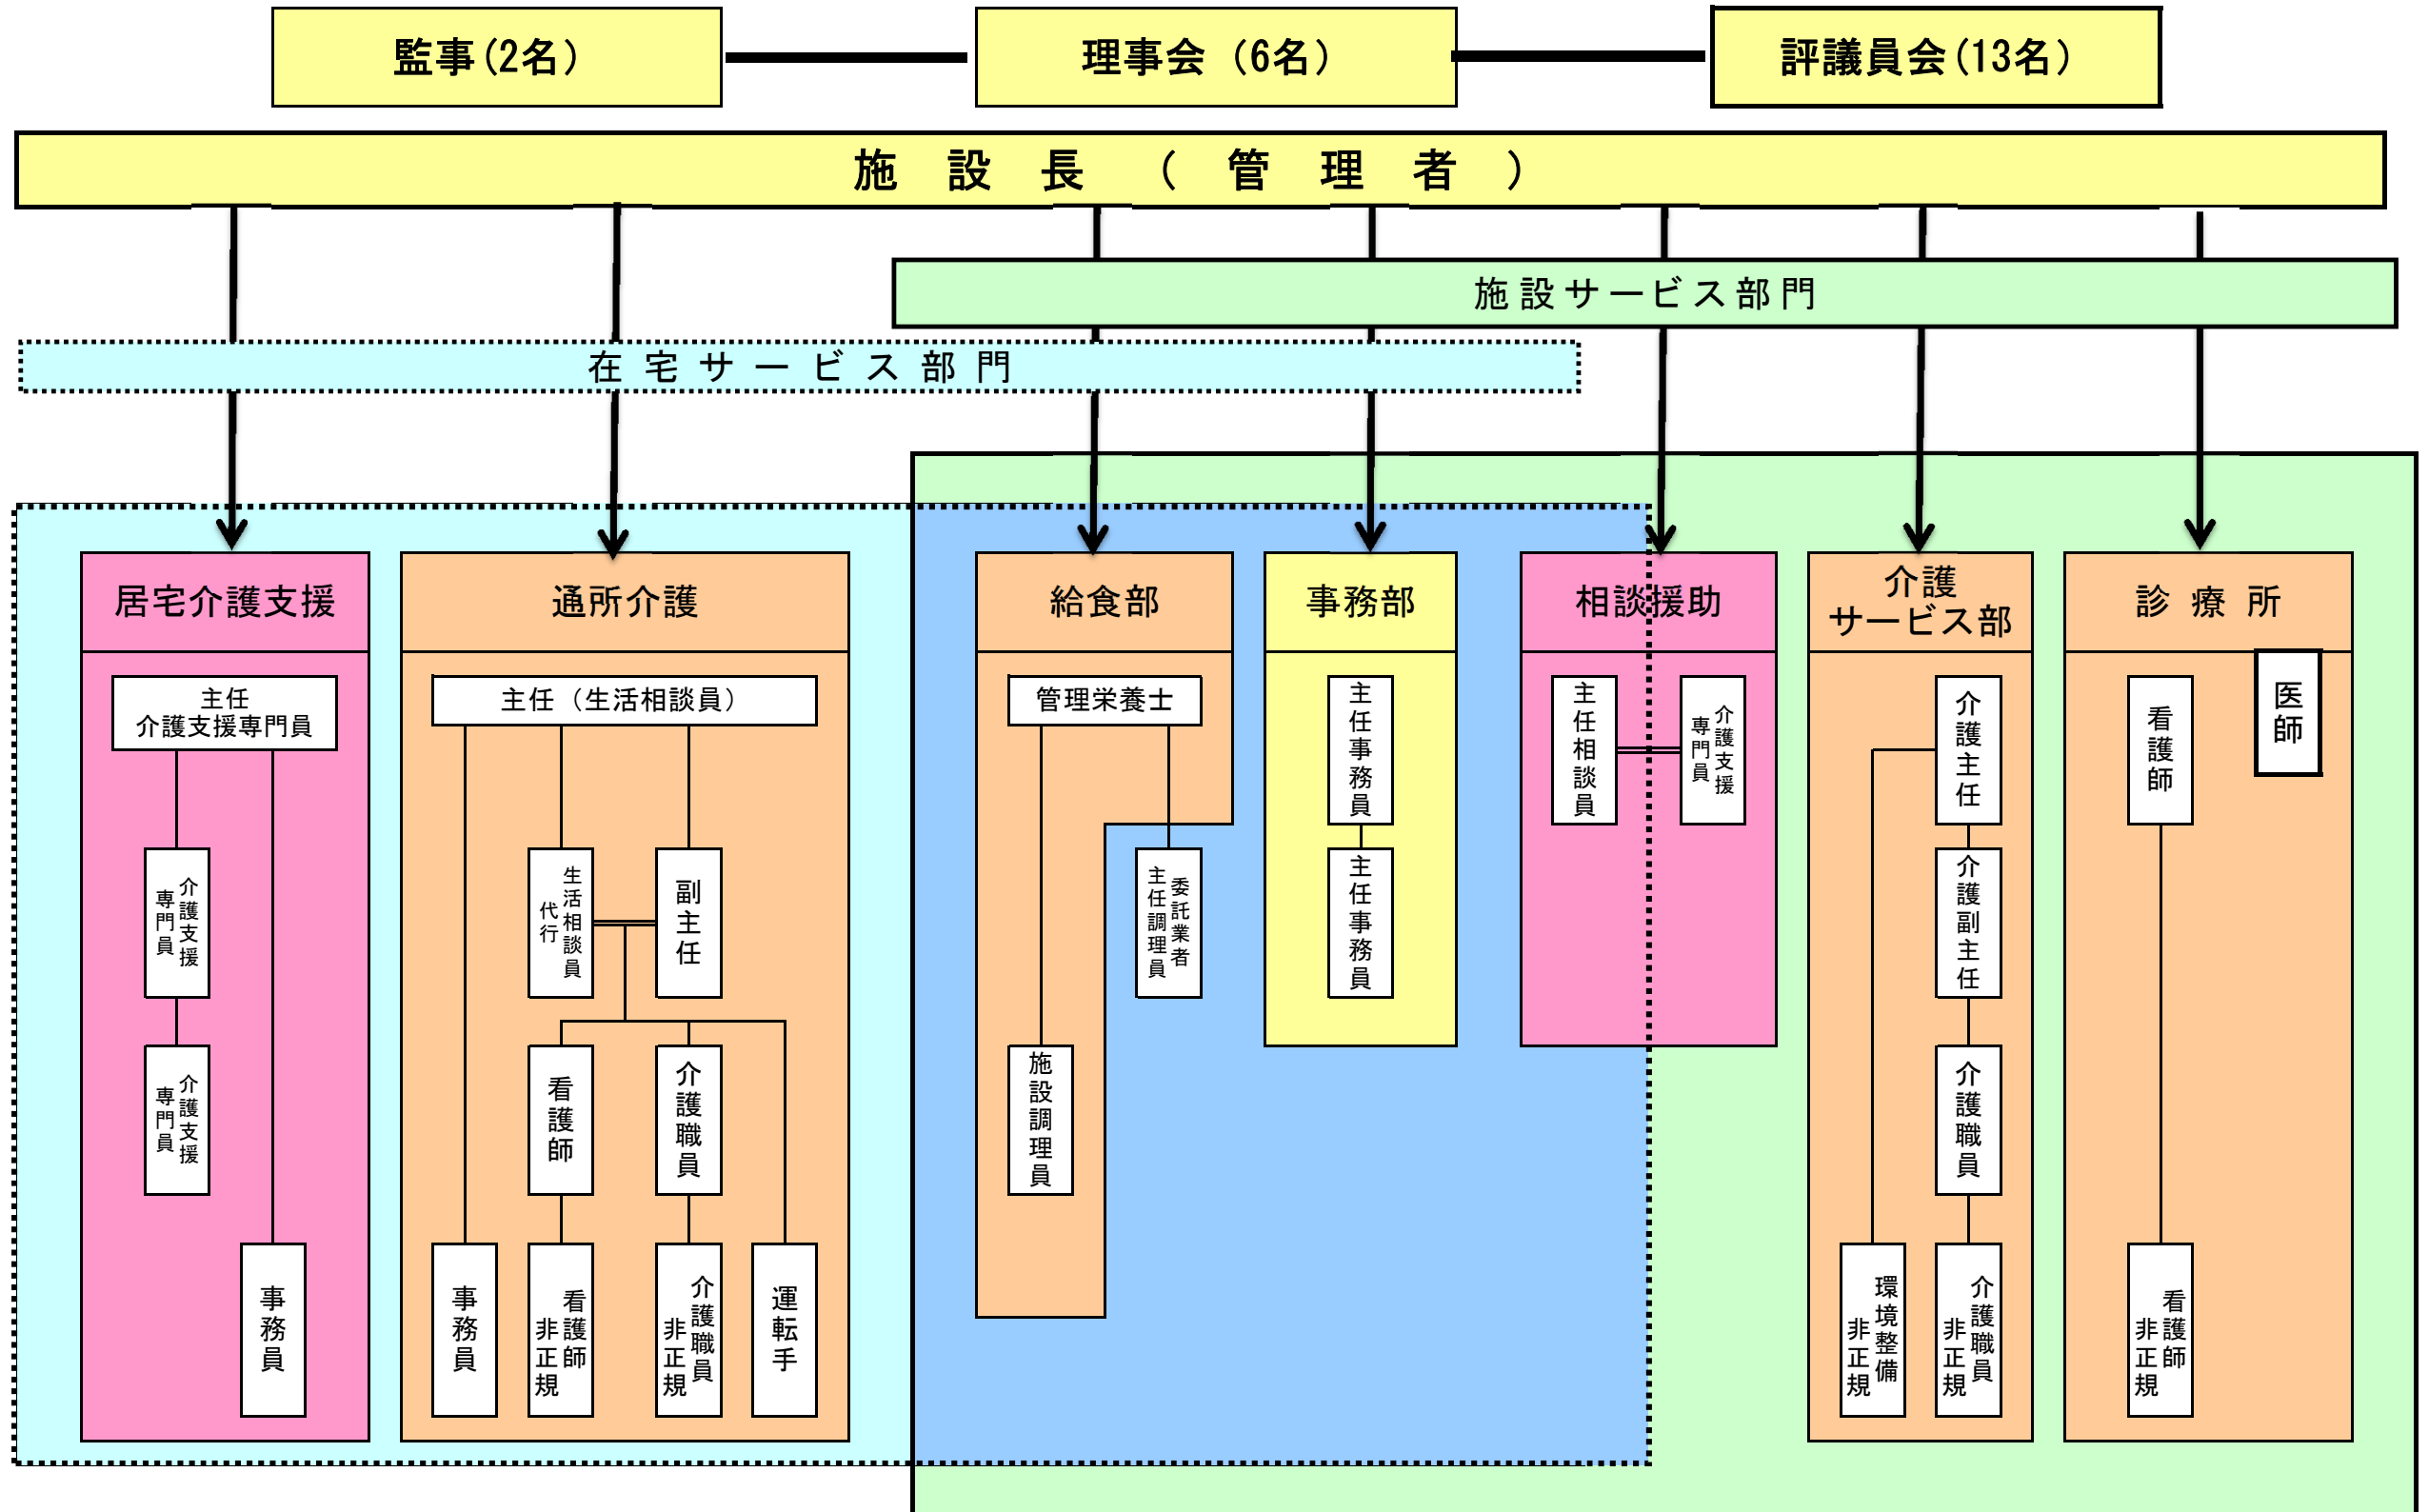 監事(2名)
理事会（6名）
評議員会(13名)
施設長（管理者）
施設サービス部門
在宅サービス部門
居宅介護支援
主任
介護支援専門員
介護支援
専門員
介護支援
専門員
事務員
通所介護
主任（生活相談員）
生活相談員
代行
副主任
看護師
介護職員
事務員
看護師
非正規
介護職員
非正規
運転手
給食部
管理栄養士
委託業者
主任調理員
施設調理員
事務部
主任事務員
主任事務員
相談援助
主任相談員
介護支援
専門員
介護
サービス部
介護主任
介護副主任
介護職員
環境整備
非正規
介護職員
非正規
診療所
看護師
医師
看護師
非正規